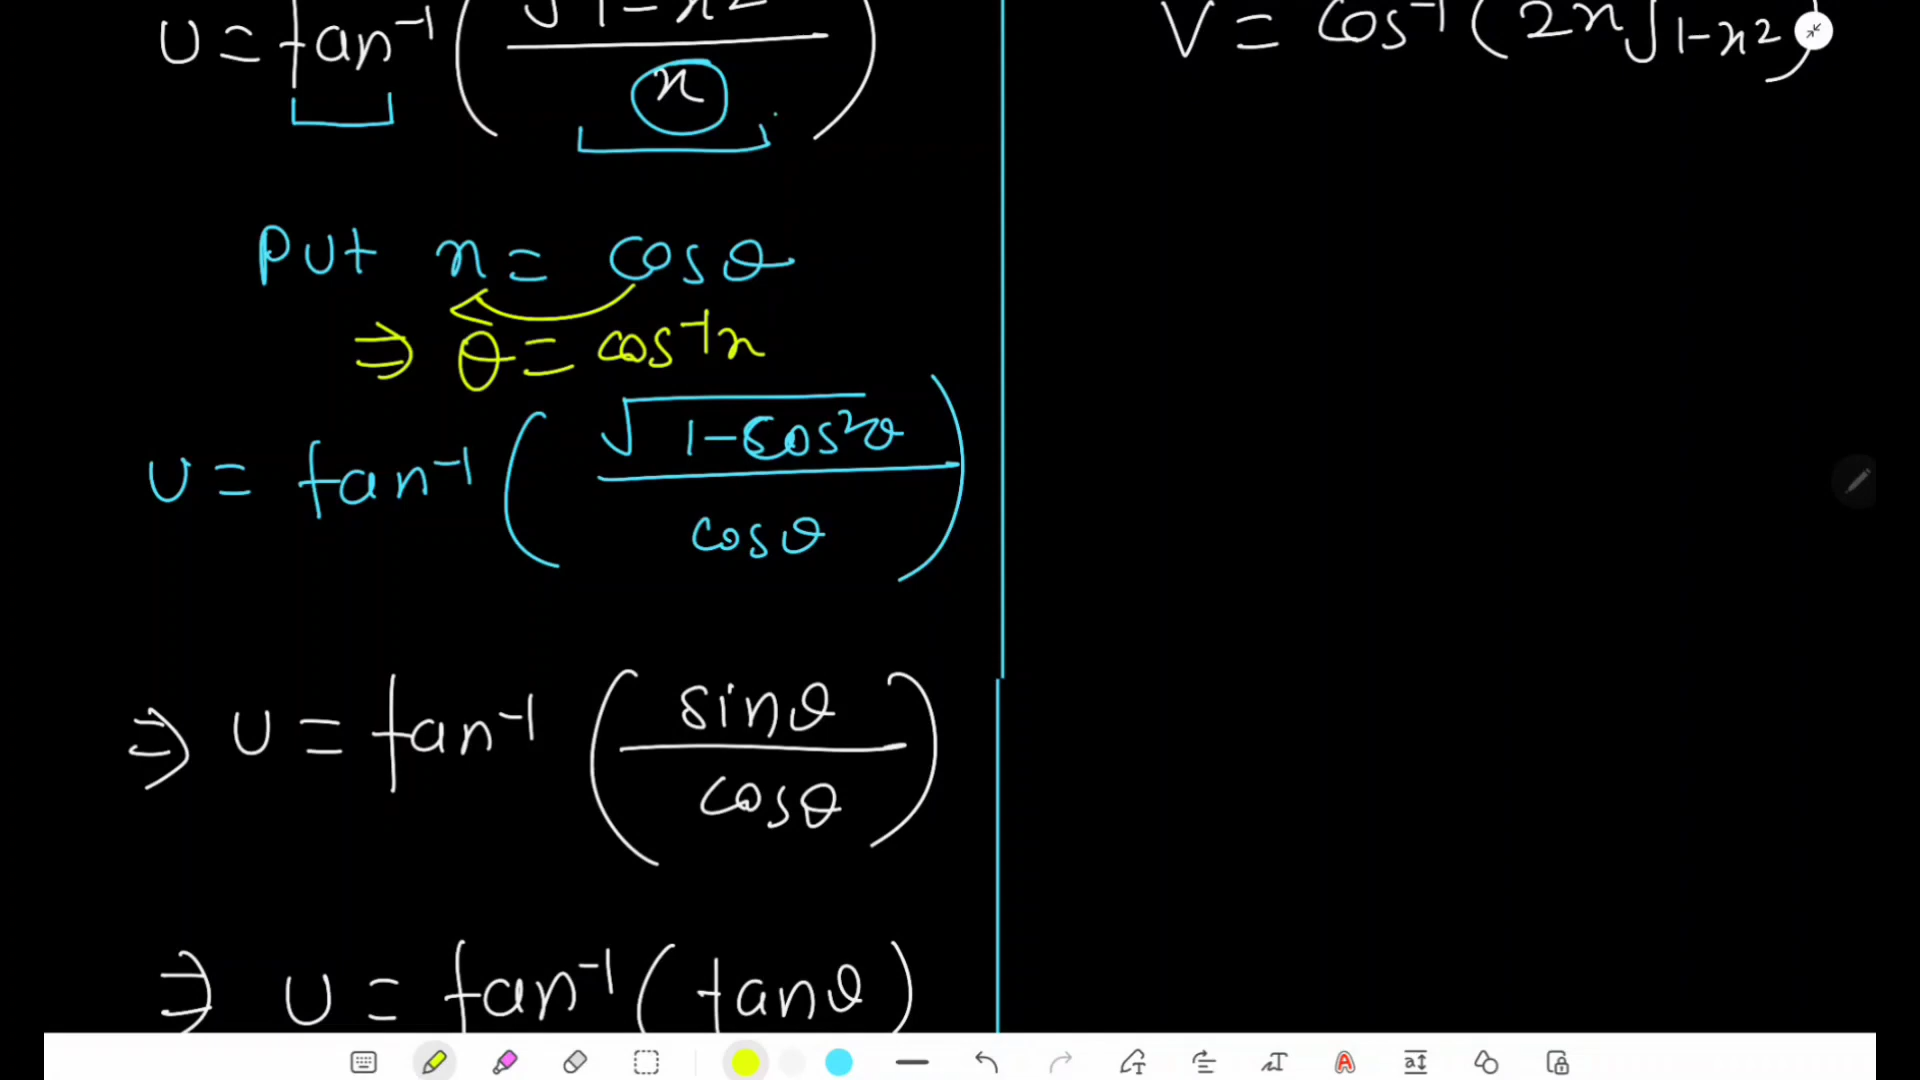 U = tan⁻¹ ( √1-x² / x )
Put x = cosθ
⇒ θ = cos⁻¹x
U = tan⁻¹ ( √1-cos²θ / cosθ )
⇒ U = tan⁻¹ ( sinθ / cosθ )
⇒ U = tan⁻¹ ( tanθ )
V = cos⁻¹ ( 2x√1-x² )